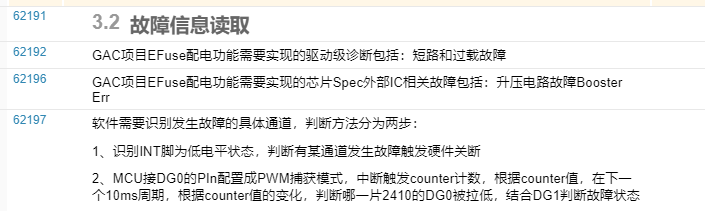 62191
3.2 故障信息读取
62192
GAC项目EFuse配电功能需要实现的驱动级诊断包括：短路和过载故障
62196
GAC项目EFuse配电功能需要实现的芯片Spec外部IC相关故障包括：升压电路故障Booster
Err
62197
软件需要识别发生故障的具体通道，判断方法分为两步：
1、识别INT脚为低电平状态，判断有某通道发生故障触发硬件关断
2、MCU接DG0的PIn配置成PWM捕获模式，中断触发counter计数，根据counter值，在下一
个10ms周期，根据counter值的变化，判断哪一片2410的DG0被拉低，结合DG1判断故障状态